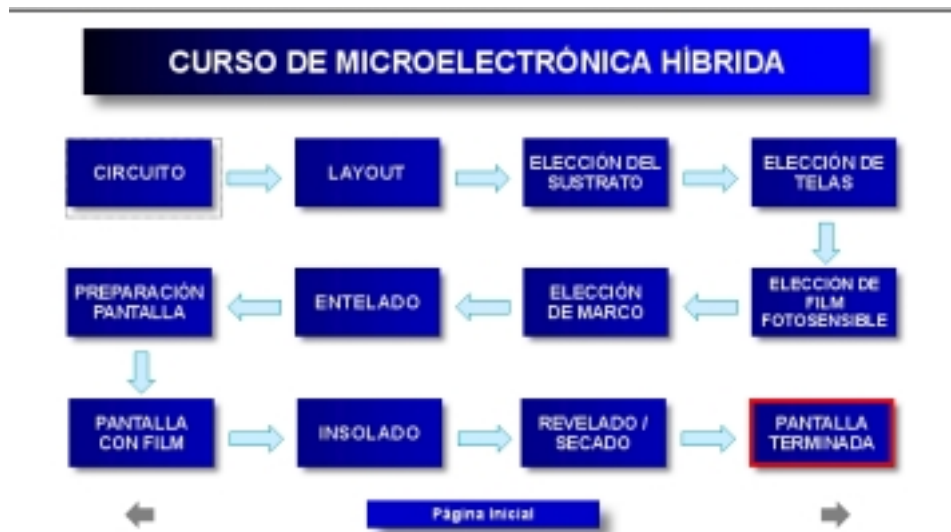 CURSO DE MICROELECTRÓNICA HÍBRIDA
CIRCUITO
LAYOUT
ELECCIÓN DEL
SUSTRATO
ELECCIÓN DE
TELAS
ELECCIÓN DE
FILM
FOTOSENSIBLE
ELECCIÓN
DE MARCO
ENTELADO
PREPARACIÓN
PANTALLA
PANTALLA
CON FILM
INSOLADO
REVELADO /
SECADO
PANTALLA
TERMINADA
Página Inicial